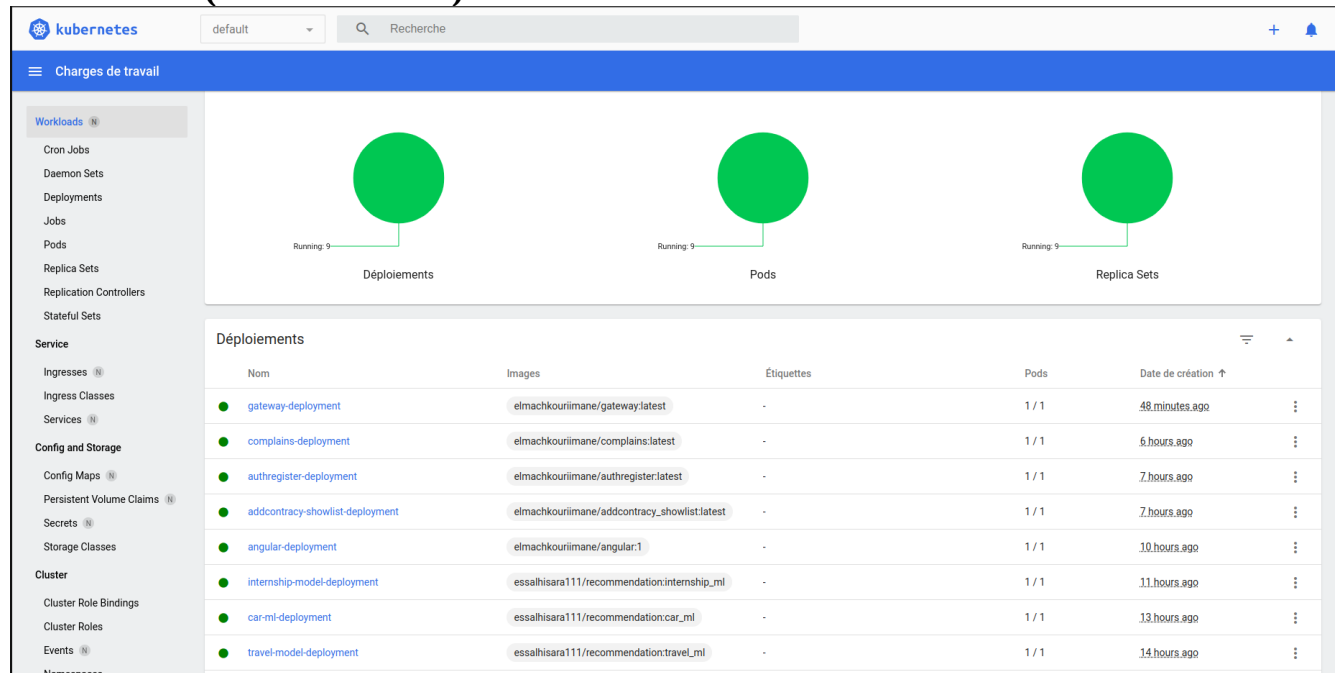 kubernetes
default
Recherche
Charges de travail
Workloads N
Cron Jobs
Daemon Sets
Deployments
Jobs
Pods
Replica Sets
Replication Controllers
Stateful Sets
Service
Ingresses N
Ingress Classes
Services N
Config and Storage
Config Maps N
Persistent Volume Claims N
Secrets N
Storage Classes
Cluster
Cluster Role Bindings
Cluster Roles
Events N
Running: 9
Déploiements
Running: 9
Pods
Running: 9
Replica Sets
Déploiements
Nom Images Étiquettes Pods Date de création
gateway-deployment elmachkouriimane/gateway:latest - 1 / 1 48 minutes ago
complains-deployment elmachkouriimane/complains:latest - 1 / 1 6 hours ago
authregister-deployment elmachkouriimane/authregister:latest - 1 / 1 7 hours ago
addcontracy-showlist-deployment elmachkouriimane/addcontracy_showlist:latest - 1 / 1 7 hours ago
angular-deployment elmachkouriimane/angular:1 - 1 / 1 10 hours ago
internship-model-deployment essalhisara111/recommendation:internship_ml - 1 / 1 11 hours ago
car-ml-deployment essalhisara111/recommendation:car_ml - 1 / 1 13 hours ago
travel-model-deployment essalhisara111/recommendation:travel_ml - 1 / 1 14 hours ago